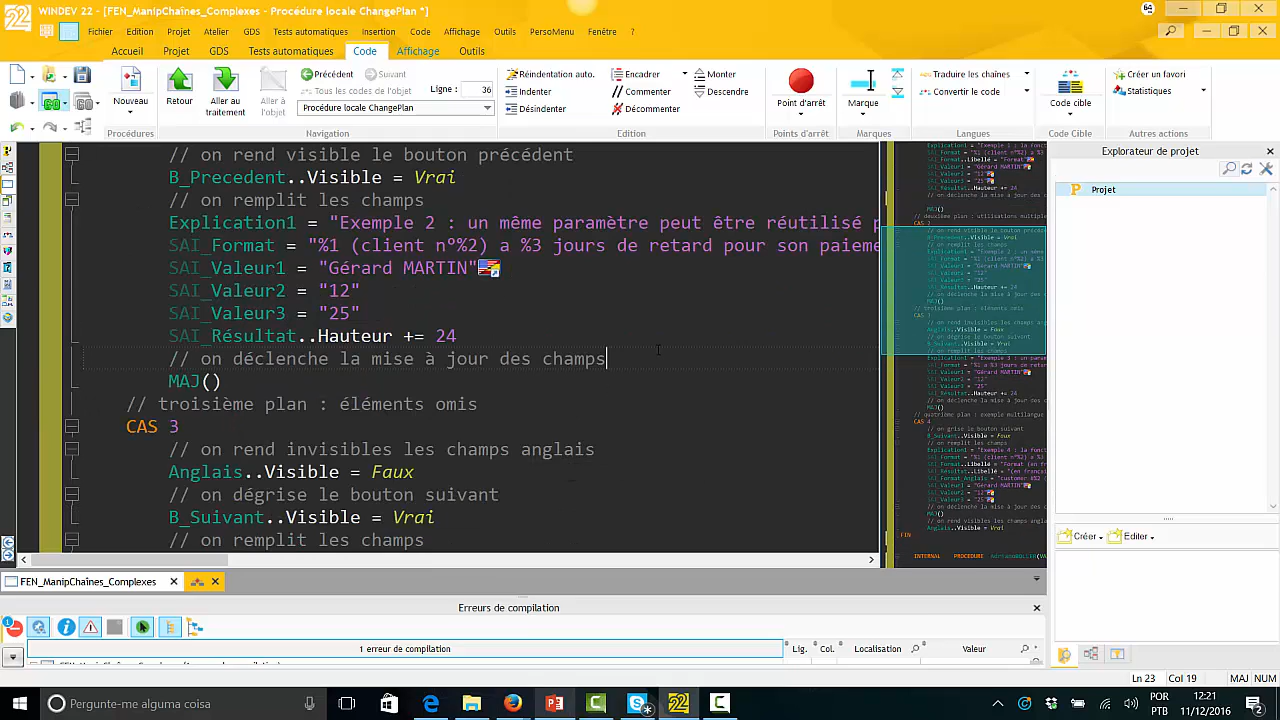 WINDEV 22 - [FEN_ManipChaînes_Complexes - Procédure locale ChangePlan *]
Fichier Edition Projet Atelier GDS Tests automatiques Insertion Code Affichage Outils PersoMenu Fenêtre ?
Accueil Projet GDS Tests automatiques Code Affichage Outils
Nouveau
Procédures
Retour
Aller au traitement
Aller à l'objet
Précédent Suivant
Tous les codes de l'objet
Procédure locale ChangePlan
Ligne : 36
Navigation
Réindentation auto. Encadrer Monter
Indenter Commenter Descendre
Désindenter Décommenter
Edition
Point d'arrêt
Points d'arrêt
Marque
Marques
Traduire les chaînes
Convertir le code
Langues
Code cible
Code Cible
Créer un favori
Statistiques
Autres actions
// on rend visible le bouton précédent
B_Precedent..Visible = Vrai
// on remplit les champs
Explication1 = "Exemple 2 : un même paramètre peut être réutilisé p
SAI_Format = "%1 (client n°%2) a %3 jours de retard pour son paieme
SAI_Valeur1 = "Gérard MARTIN"
SAI_Valeur2 = "12"
SAI_Valeur3 = "25"
SAI_Résultat..Hauteur += 24
// on déclenche la mise à jour des champs
MAJ()
// troisième plan : éléments omis
CAS 3
// on rend invisibles les champs anglais
Anglais..Visible = Faux
// on dégrise le bouton suivant
B_Suivant..Visible = Vrai
// on remplit les champs
Explorateur de projet
Projet
Créer Editer
FEN_ManipChaînes_Complexes
Erreurs de compilation
1 erreur de compilation
Lig. Col. Localisation Valeur
Ln 23 Col 19 MAJ NUM
Pergunte-me alguma coisa
POR
PTB
12:21
11/12/2016